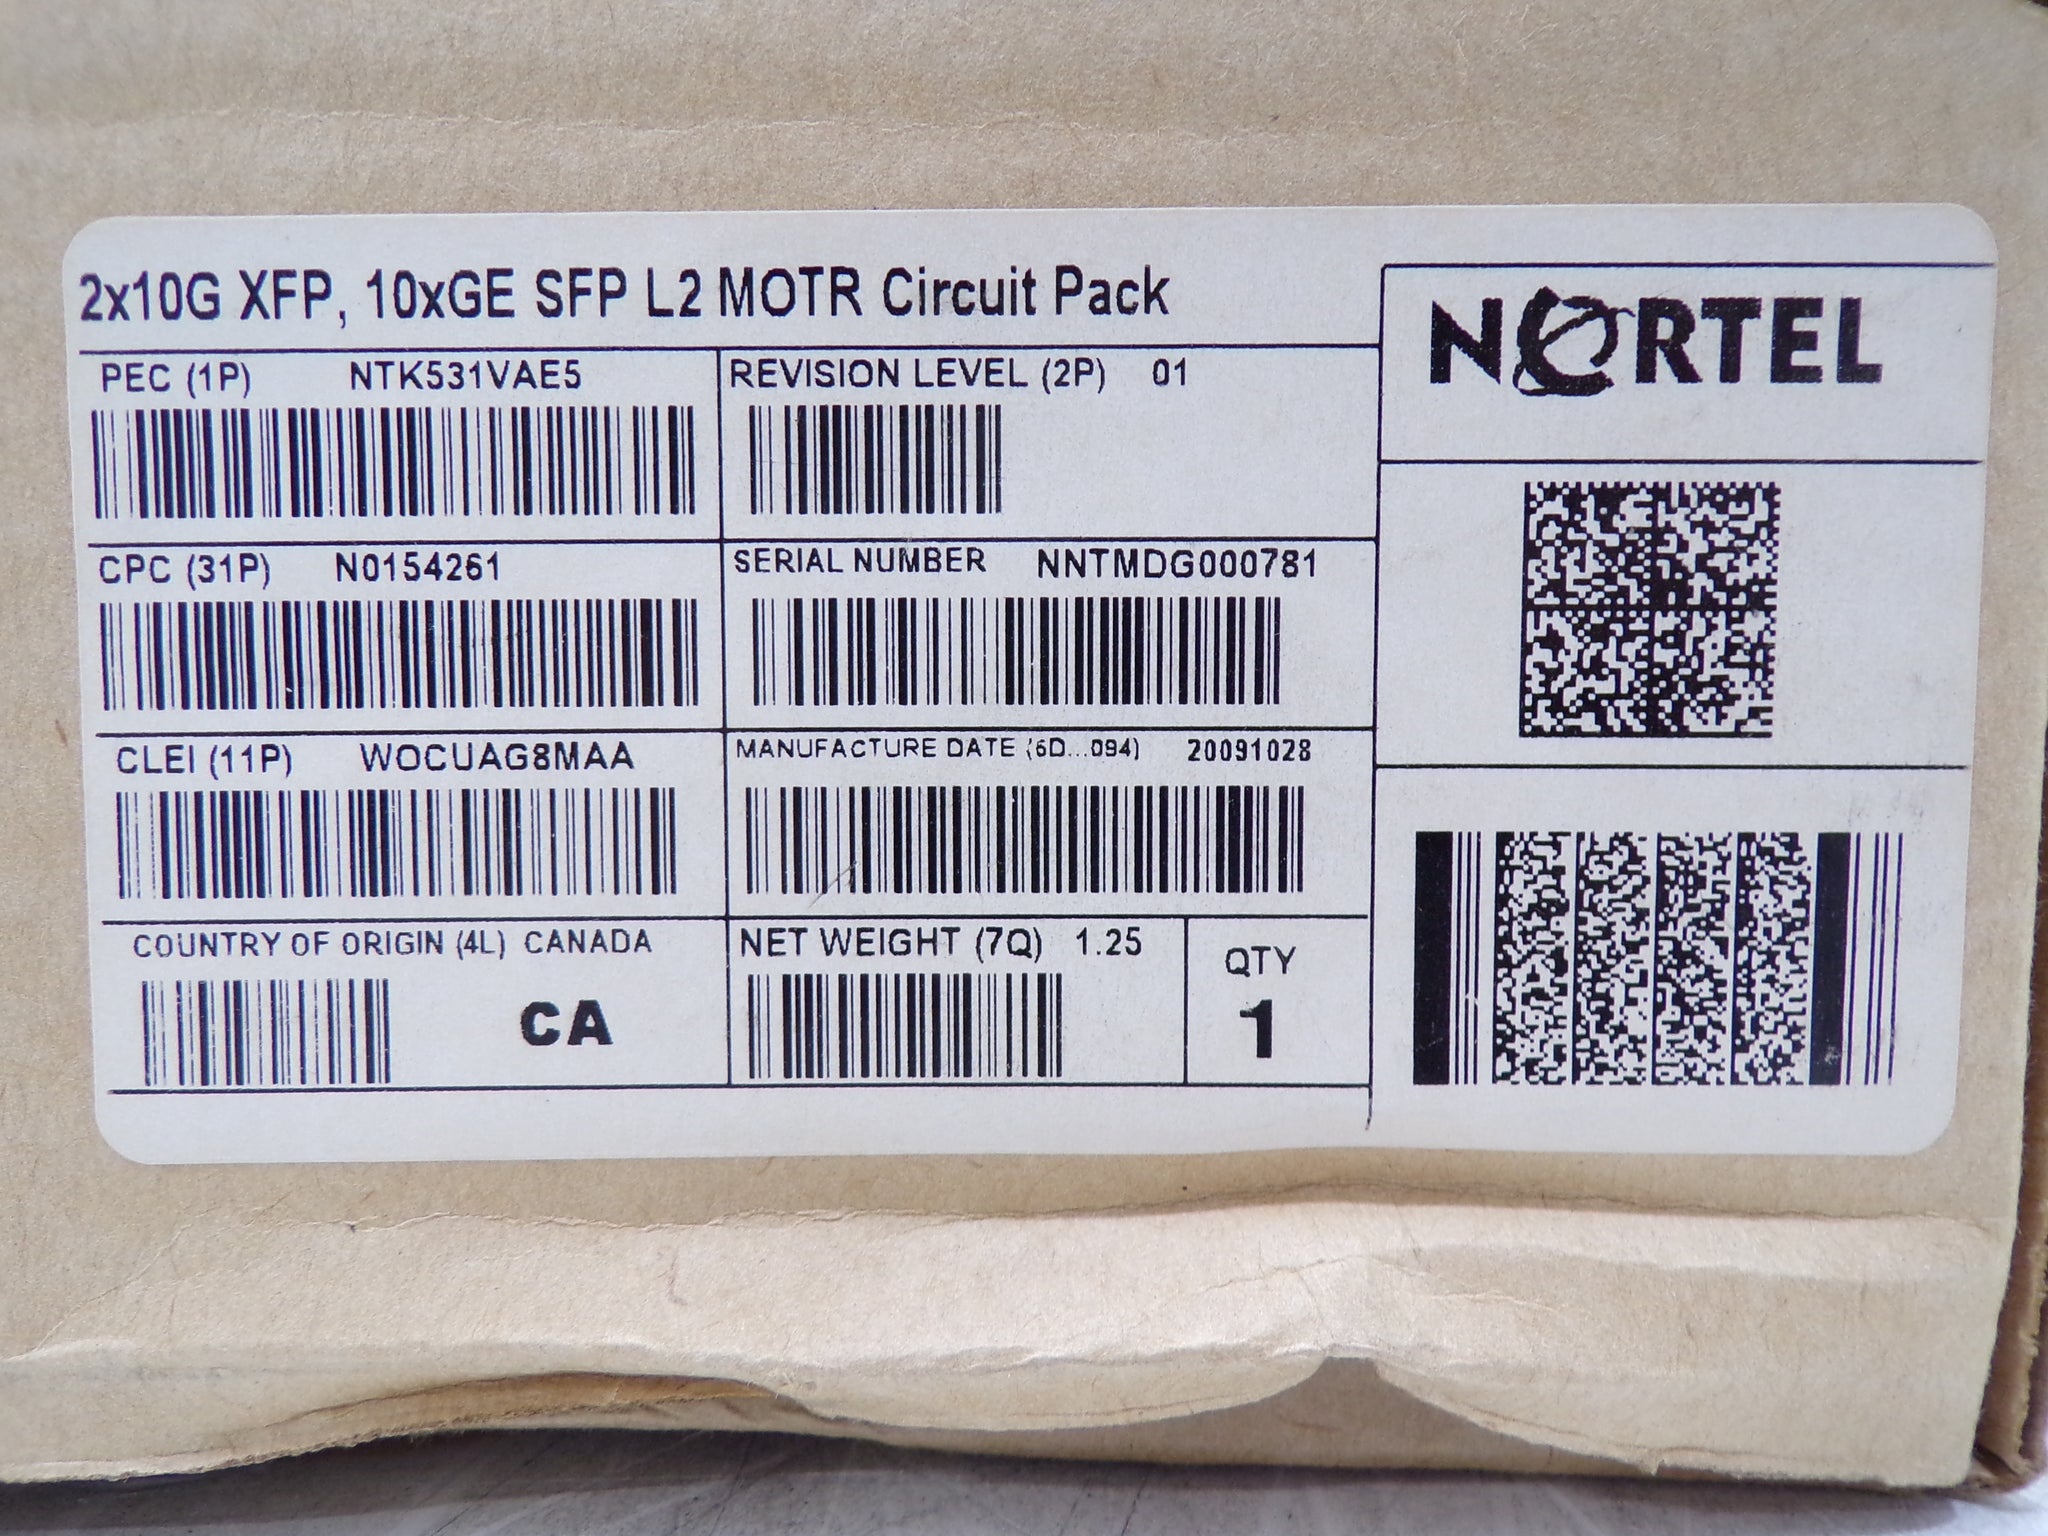 2x10G XFP, 10xGE SFP L2 MOTR Circuit Pack
NORTEL
PEC (1P) NTK531VAE5
REVISION LEVEL (2P) 01
CPC (31P) N0154261
SERIAL NUMBER NNTMDG000781
CLEI (11P) WOCUAG8MAA
MANUFACTURE DATE (6D...094) 20091028
COUNTRY OF ORIGIN (4L) CANADA
CA
NET WEIGHT (7Q) 1.25
QTY
1